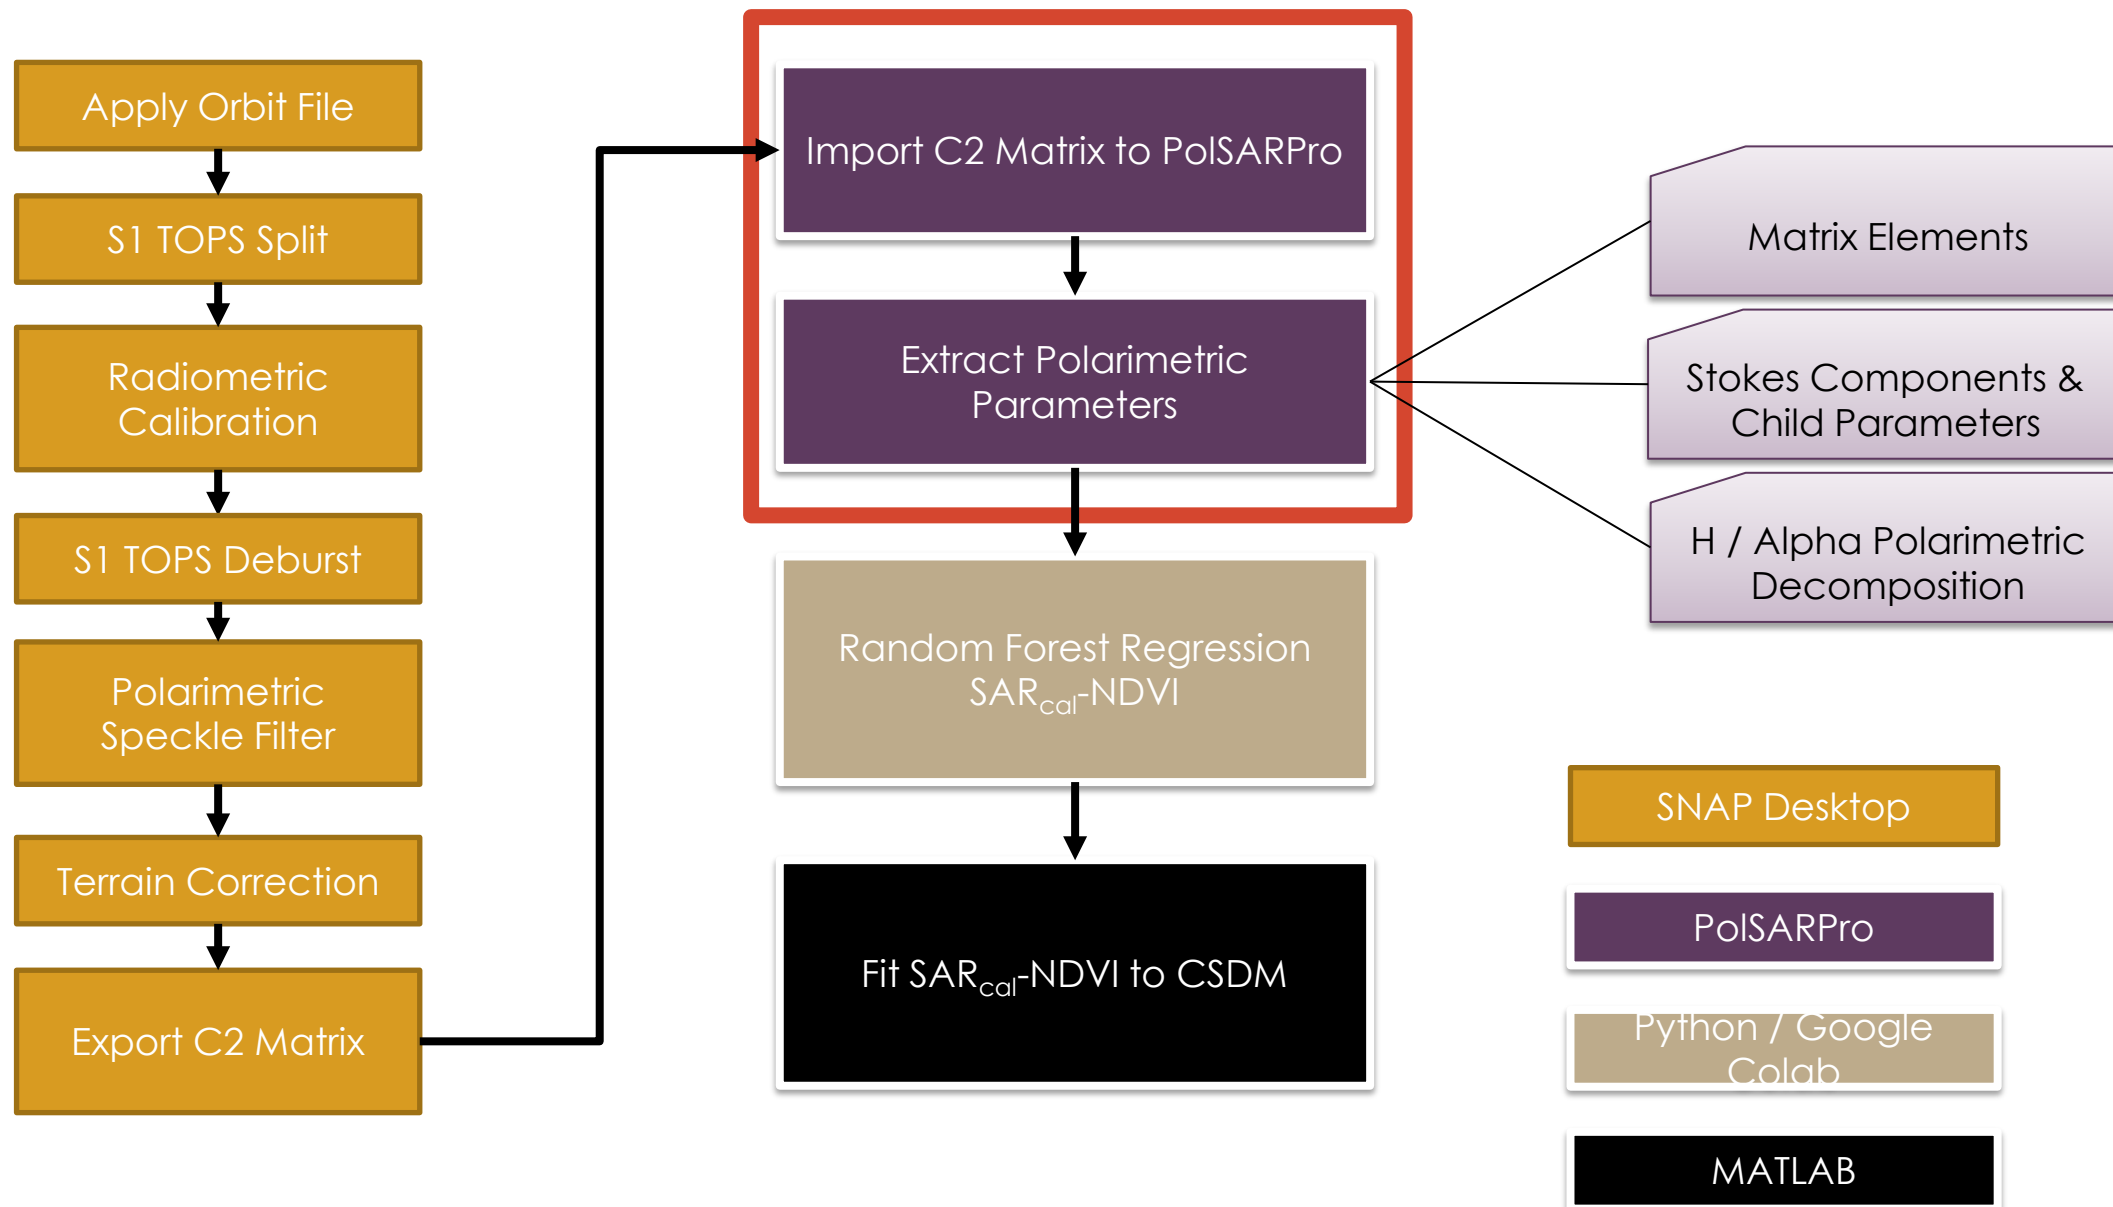 Apply Orbit File
S1 TOPS Split
Radiometric
Calibration
S1 TOPS Deburst
Polarimetric
Speckle Filter
Terrain Correction
Export C2 Matrix
Import C2 Matrix to PolSARPro
Extract Polarimetric
Parameters
Random Forest Regression
SARcal-NDVI
Fit SARcal-NDVI to CSDM
Matrix Elements
Stokes Components &
Child Parameters
H / Alpha Polarimetric
Decomposition
SNAP Desktop
PolSARPro
Python / Google
Colab
MATLAB